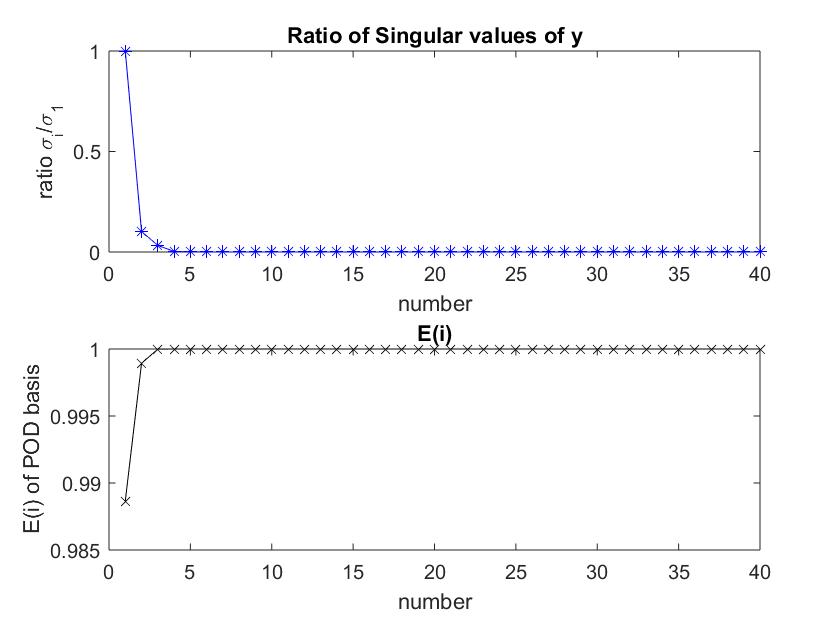 Ratio of Singular values of y
1
0.5
0
ratio σi/σ1
0 5 10 15 20 25 30 35 40
number
E(i)
1
0.995
0.99
0.985
E(i) of POD basis
0 5 10 15 20 25 30 35 40
number